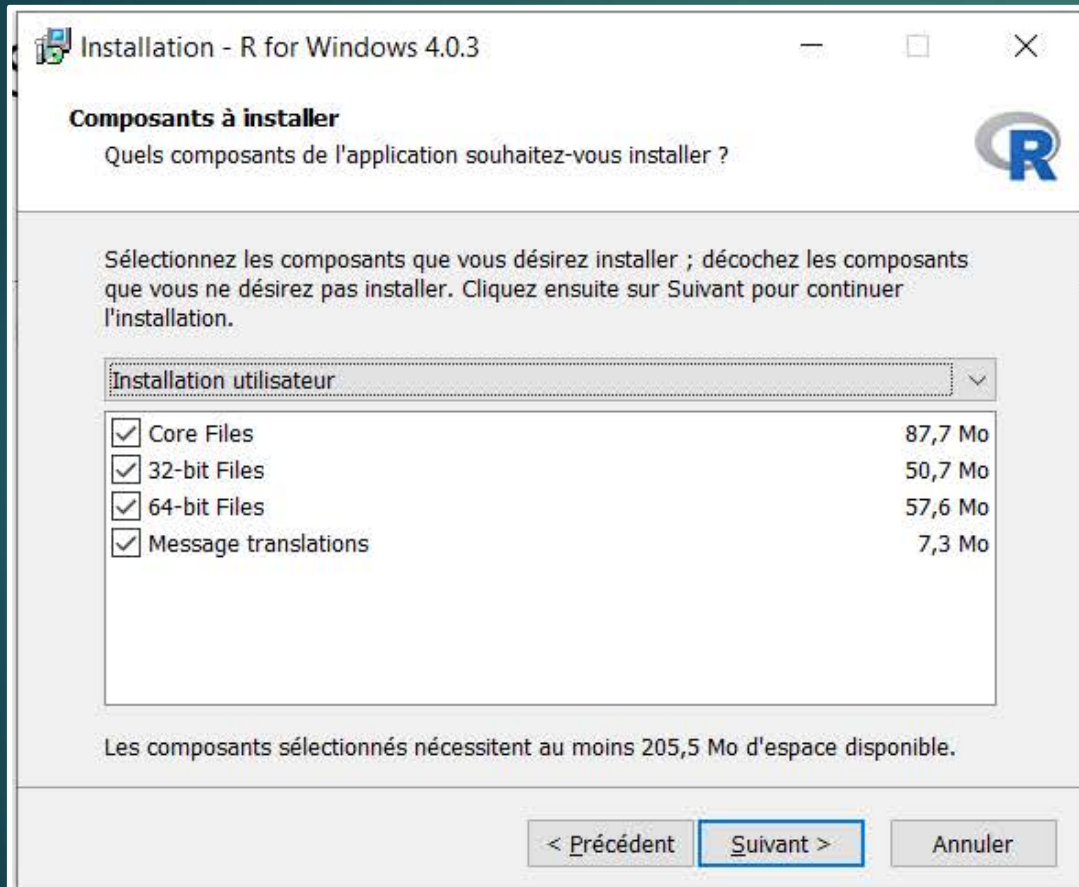 Installation - R for Windows 4.0.3
Composants à installer
Quels composants de l'application souhaitez-vous installer ?
R
Sélectionnez les composants que vous désirez installer ; décochez les composants
que vous ne désirez pas installer. Cliquez ensuite sur Suivant pour continuer
l'installation.
Installation utilisateur
Core Files 87,7 Mo
32-bit Files 50,7 Mo
64-bit Files 57,6 Mo
Message translations 7,3 Mo
Les composants sélectionnés nécessitent au moins 205,5 Mo d'espace disponible.
< Précédent Suivant > Annuler